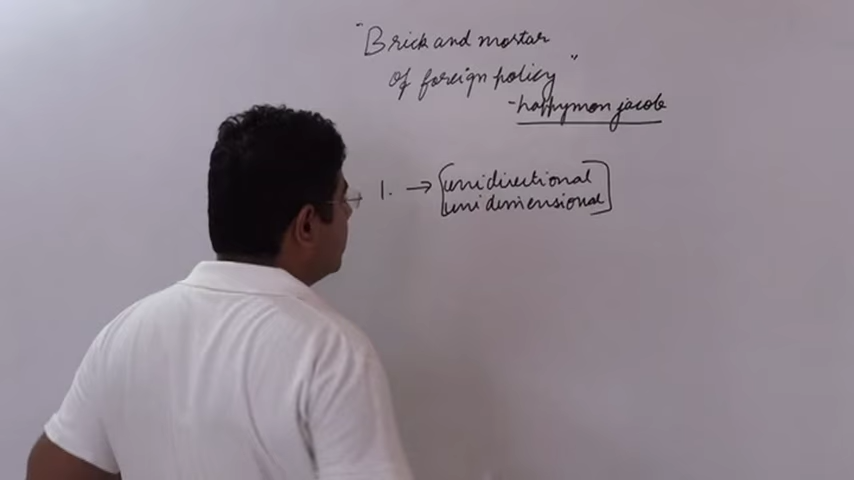 "Brick and mortar
of foreign policy"
- happymon jacob
1. → [unidirectional
unidimensional]